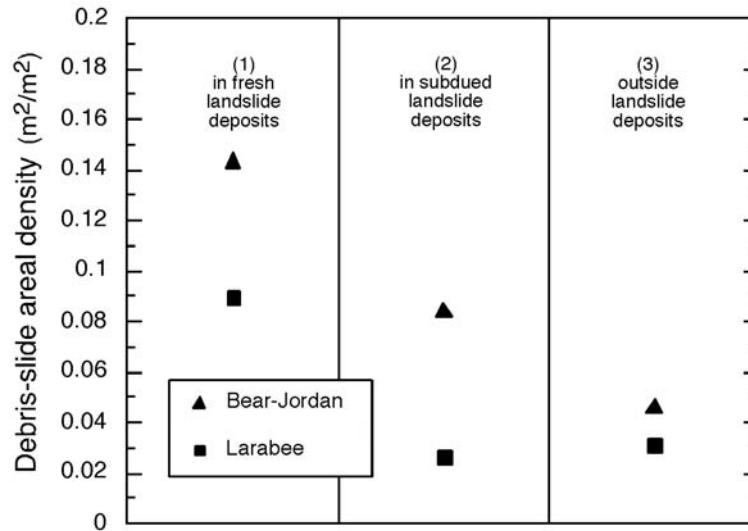 Debris-slide areal density (m²/m²)
0.2
0.18
0.16
0.14
0.12
0.1
0.08
0.06
0.04
0.02
0
(1)
in fresh
landslide
deposits
(2)
in subdued
landslide
deposits
(3)
outside
landslide
deposits
Bear-Jordan
Larabee